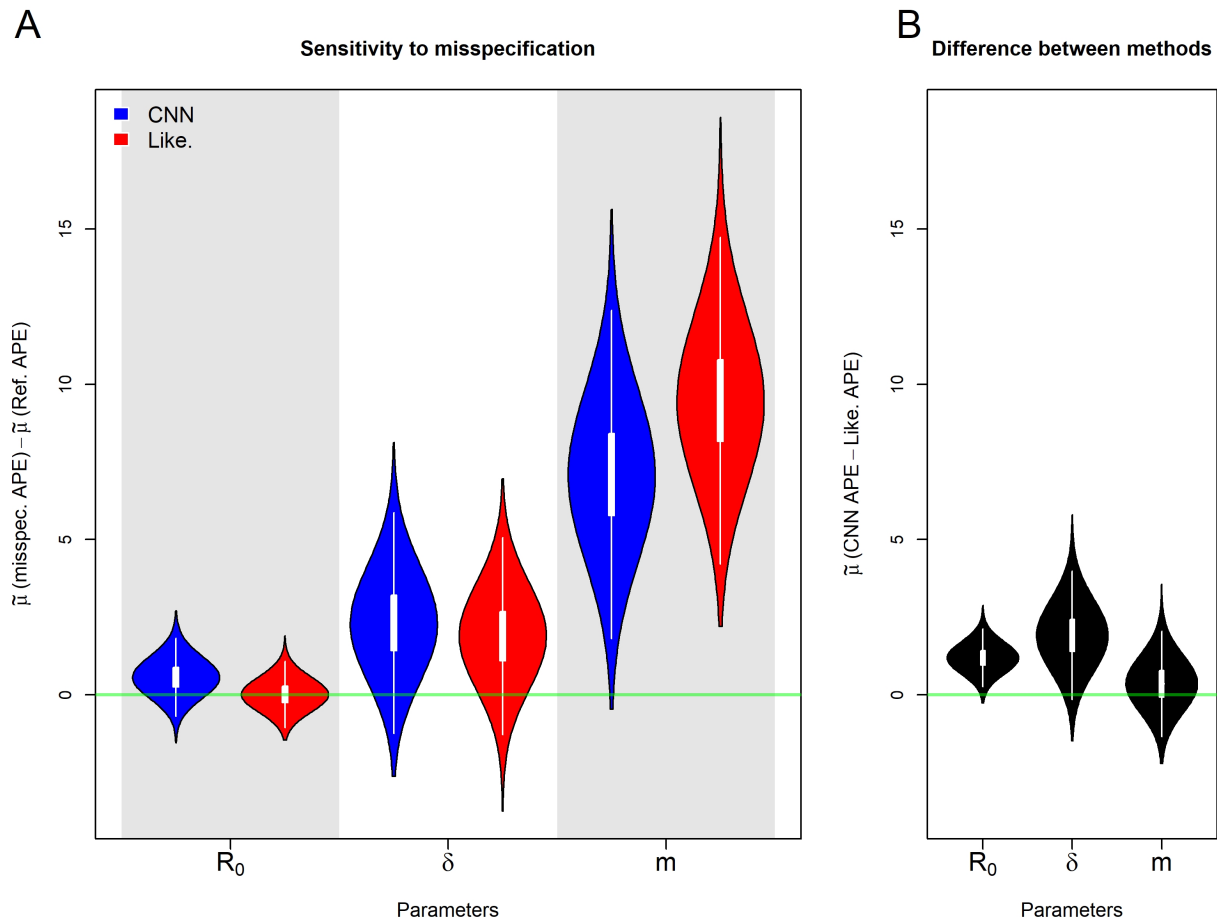 A
Sensitivity to misspecification
CNN
Like.
μ̃ (misspec. APE) − μ̃ (Ref. APE)
15
10
5
0
R₀ δ m
Parameters
B
Difference between methods
μ̃ (CNN APE − Like. APE)
15
10
5
0
R₀ δ m
Parameters